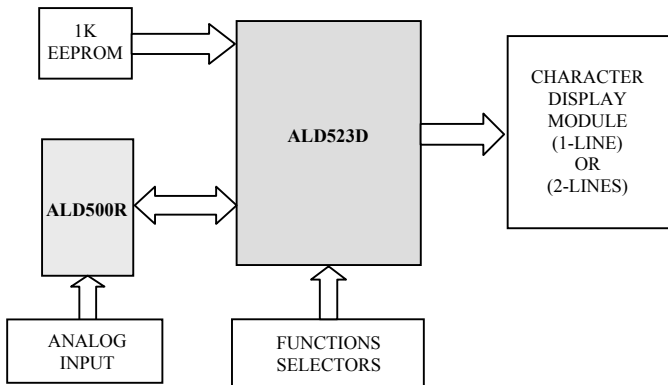 1K
EEPROM
ALD523D
CHARACTER
DISPLAY
MODULE
(1-LINE)
OR
(2-LINES)
ALD500R
ANALOG
INPUT
FUNCTIONS
SELECTORS